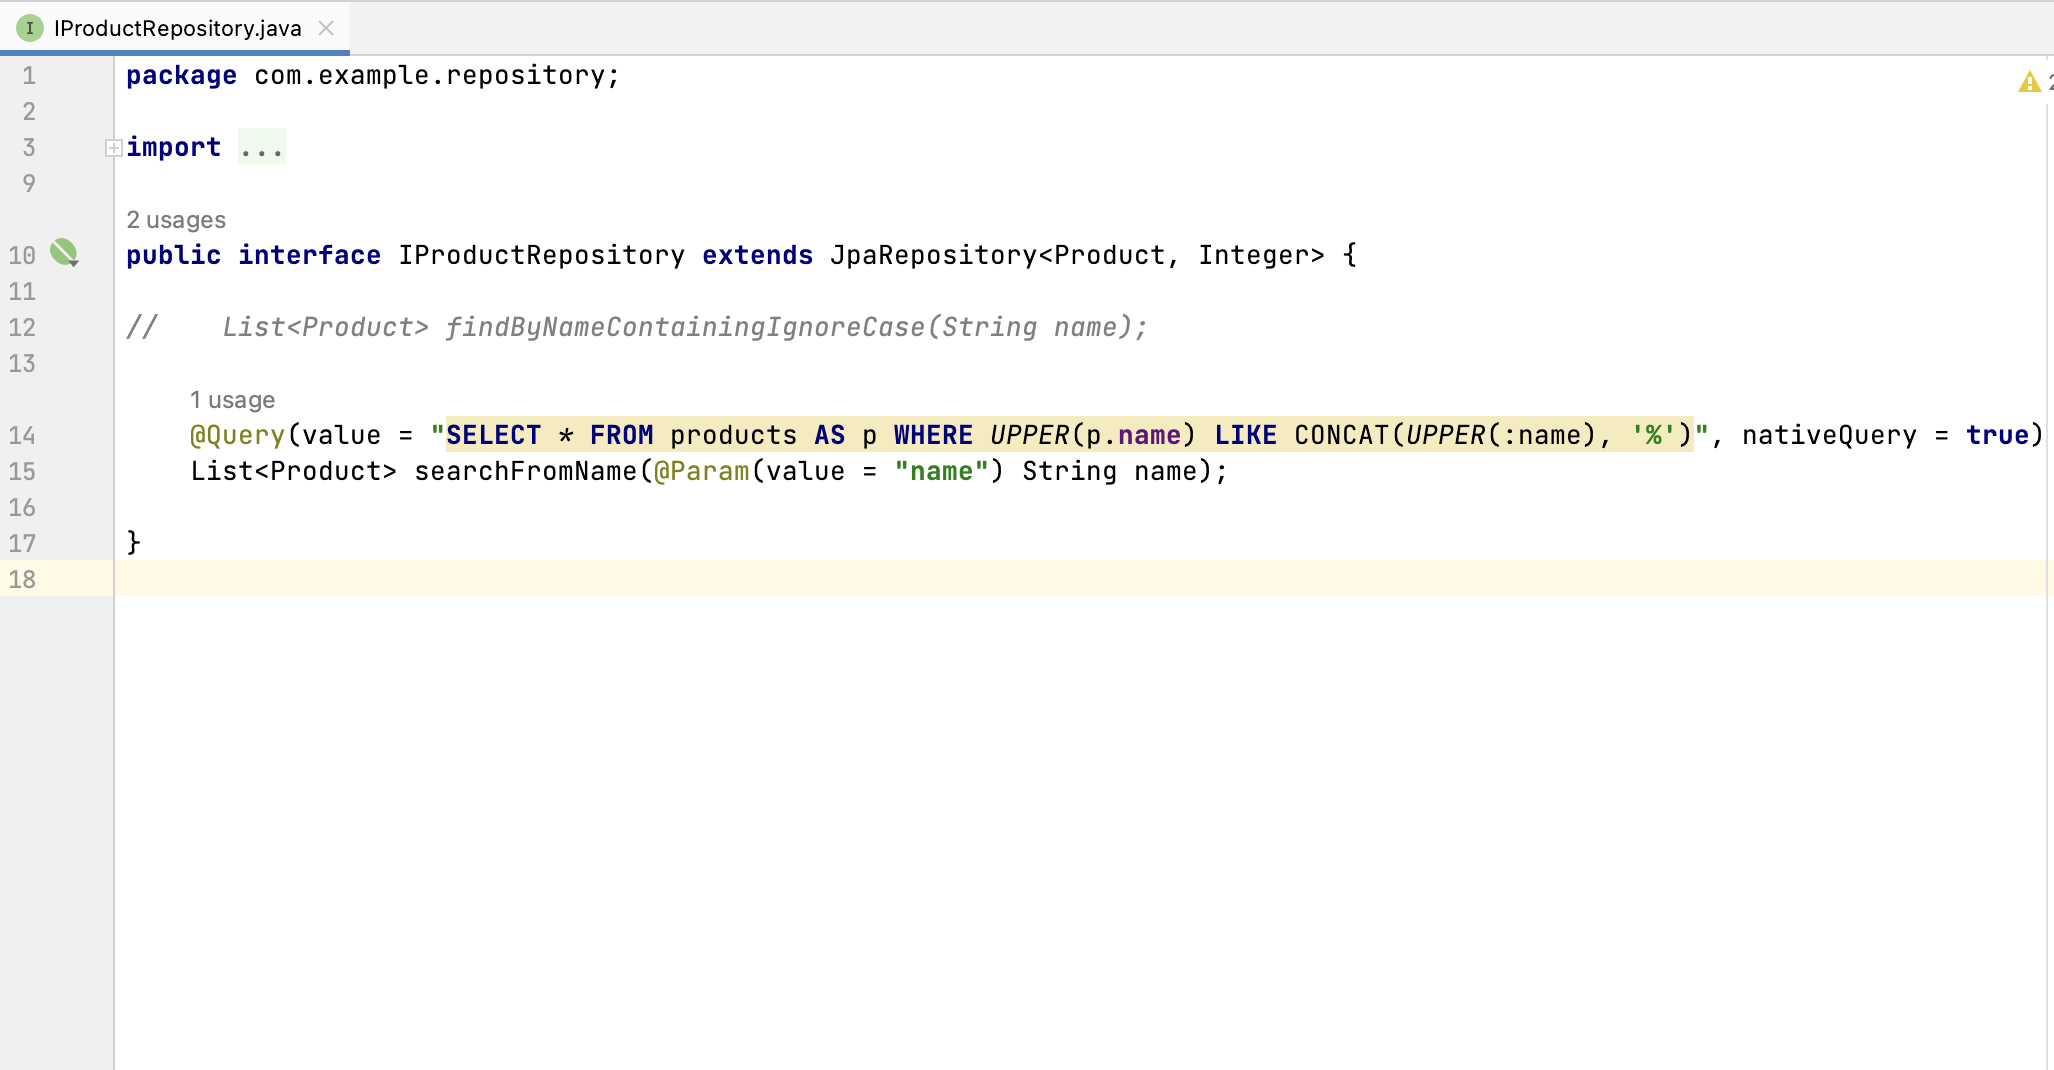 I IProductRepository.java
1 package com.example.repository;
2
3 import ...
9
2 usages
10 public interface IProductRepository extends JpaRepository<Product, Integer> {
11
12 //    List<Product> findByNameContainingIgnoreCase(String name);
13
1 usage
14 @Query(value = "SELECT * FROM products AS p WHERE UPPER(p.name) LIKE CONCAT(UPPER(:name), '%')", nativeQuery = true)
15 List<Product> searchFromName(@Param(value = "name") String name);
16
17 }
18